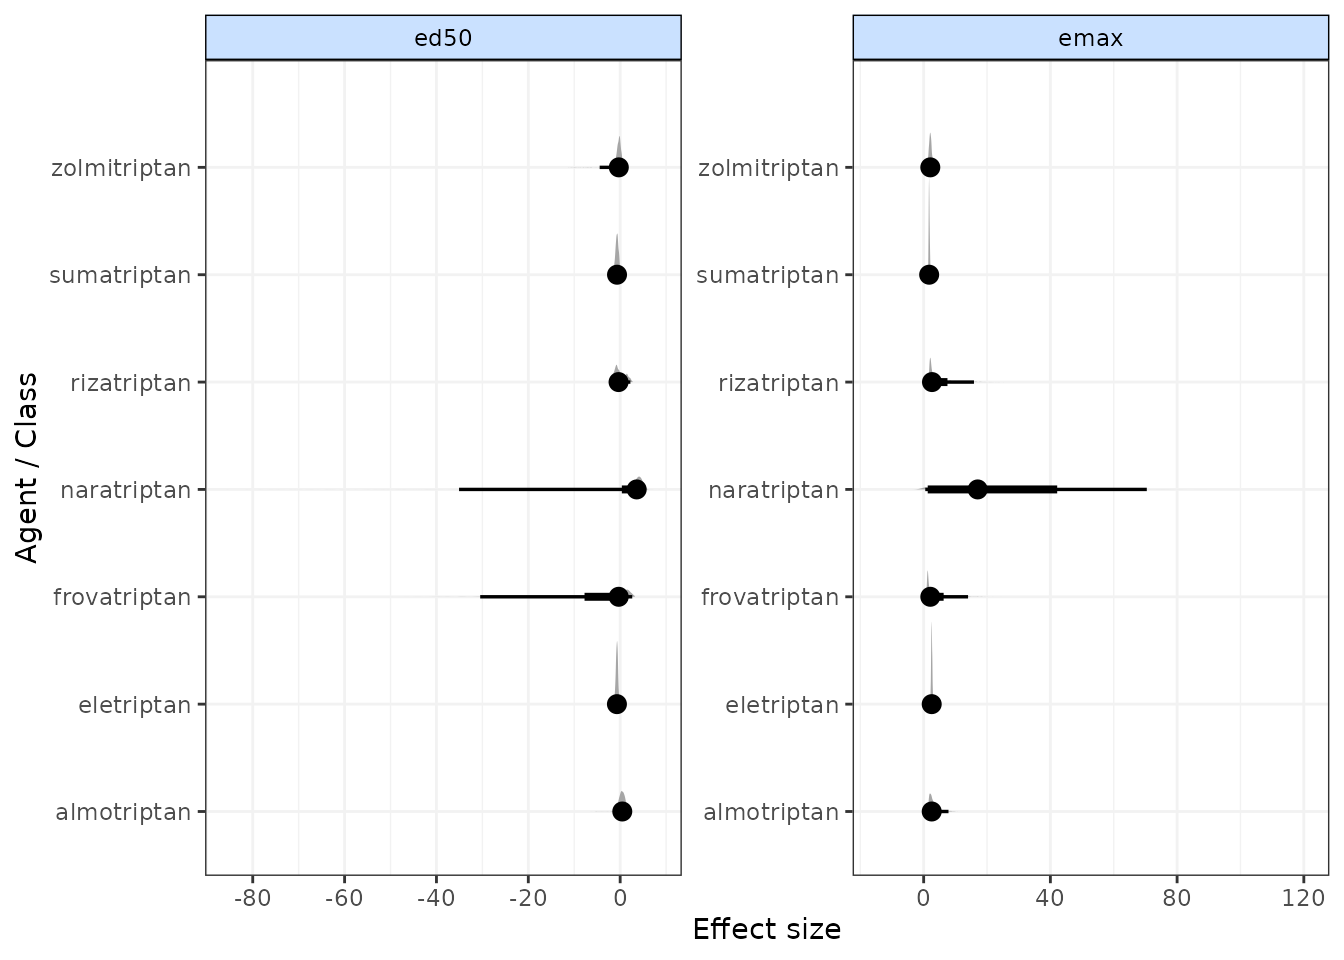 ed50
emax
zolmitriptan
sumatriptan
rizatriptan
naratriptan
frovatriptan
eletriptan
almotriptan
zolmitriptan
sumatriptan
rizatriptan
naratriptan
frovatriptan
eletriptan
almotriptan
Agent / Class
-80 -60 -40 -20 0
0 40 80 120
Effect size